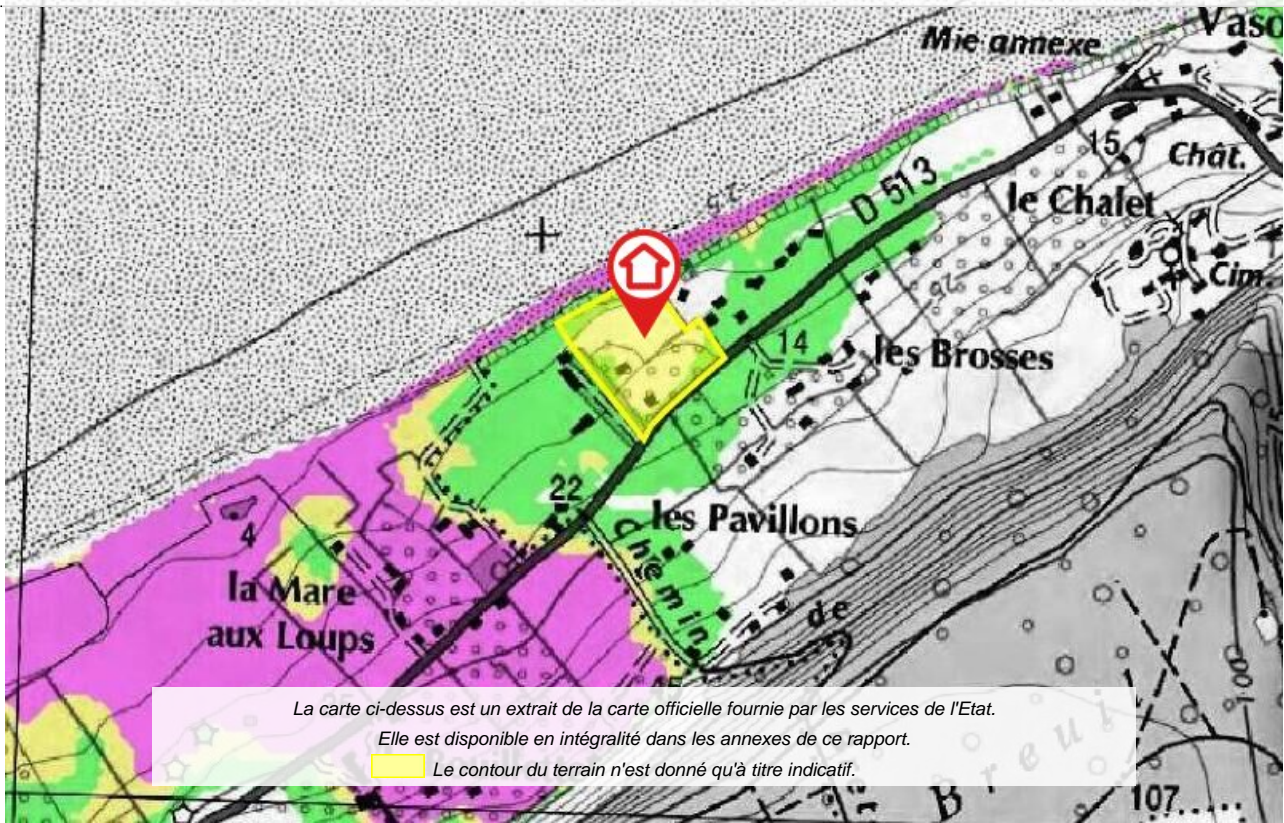 Vaso
Mie annexe
15
Chât.
D 513
le Chalet
Cim.
14
les Brosses
22
les Pavillons
Chemin
de
4
la Mare
aux Loups
100
La carte ci-dessus est un extrait de la carte officielle fournie par les services de l'Etat.
Elle est disponible en intégralité dans les annexes de ce rapport.
Le contour du terrain n'est donné qu'à titre indicatif.
Breui
107